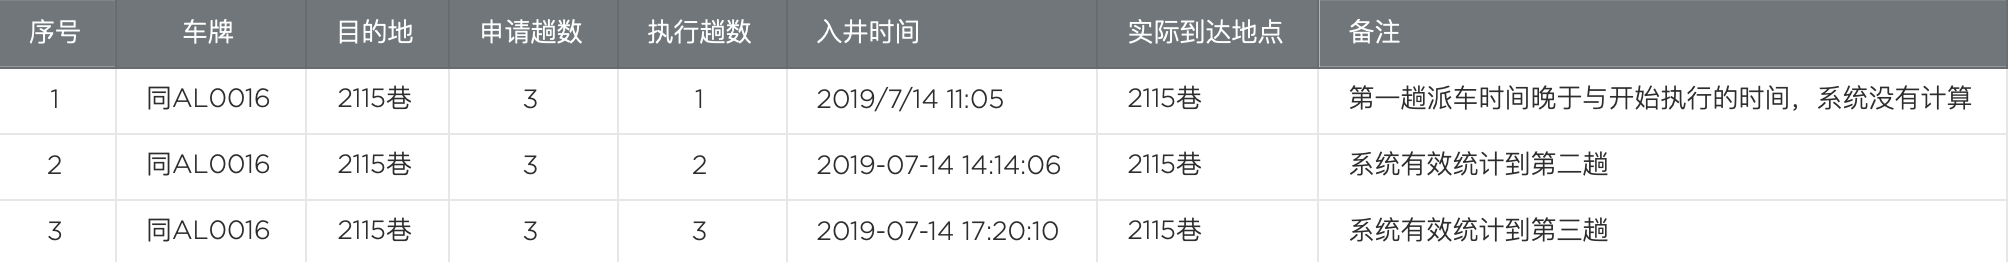 序号 车牌 目的地 申请趟数 执行趟数 入井时间 实际到达地点 备注
1 同AL0016 2115巷 3 1 2019/7/14 11:05 2115巷 第一趟派车时间晚于与开始执行的时间，系统没有计算
2 同AL0016 2115巷 3 2 2019-07-14 14:14:06 2115巷 系统有效统计到第二趟
3 同AL0016 2115巷 3 3 2019-07-14 17:20:10 2115巷 系统有效统计到第三趟